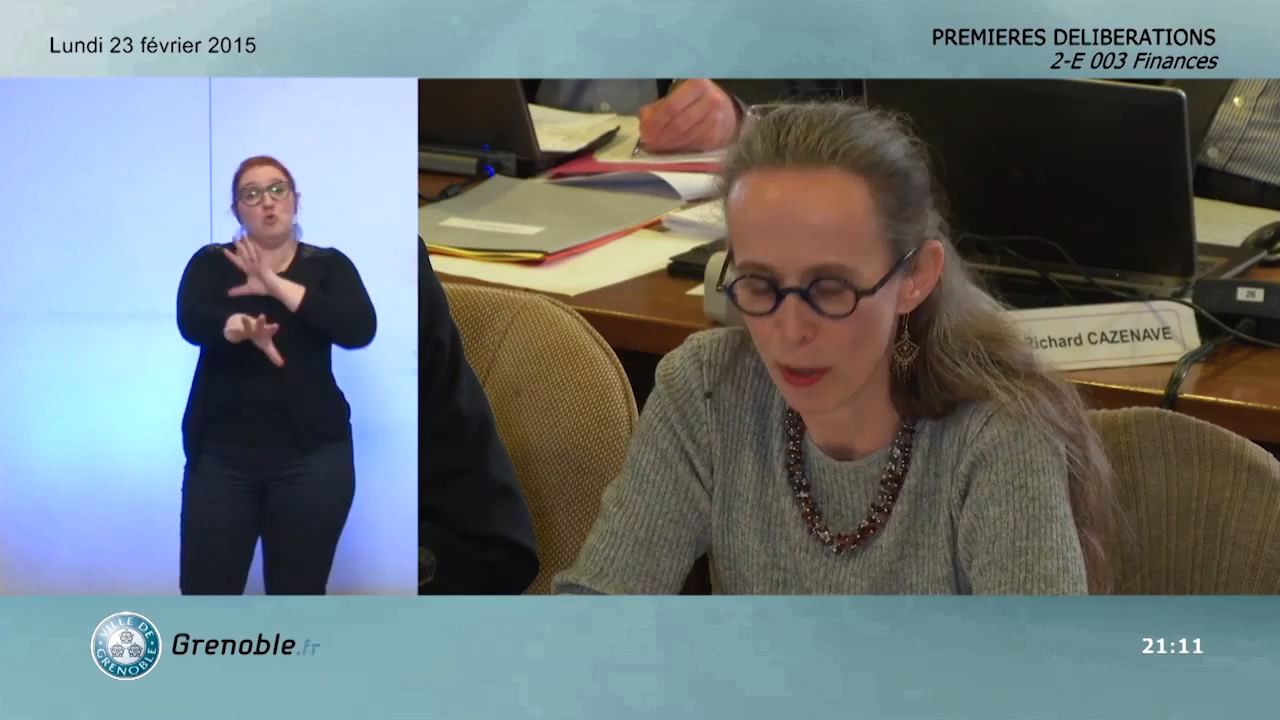 Lundi 23 février 2015
PREMIERES DELIBERATIONS
2-E 003 Finances
Richard CAZENAVE
26
VILLE DE
GRENOBLE
Grenoble.fr
21:11